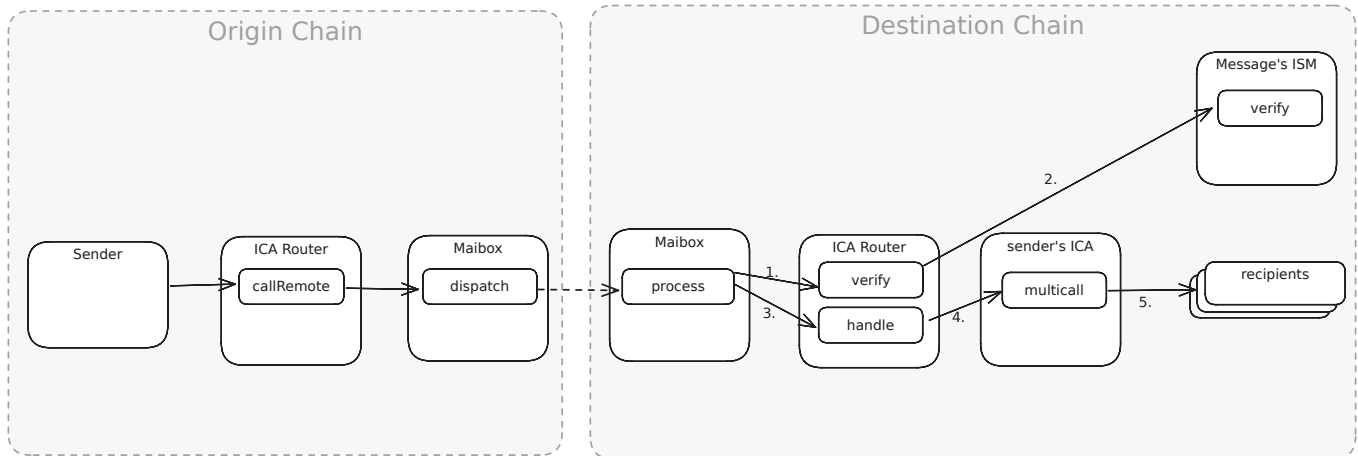 Origin Chain
Sender
ICA Router
callRemote
Maibox
dispatch
Destination Chain
Maibox
process
1.
3.
ICA Router
verify
handle
2.
4.
Message's ISM
verify
sender's ICA
multicall
5.
recipients